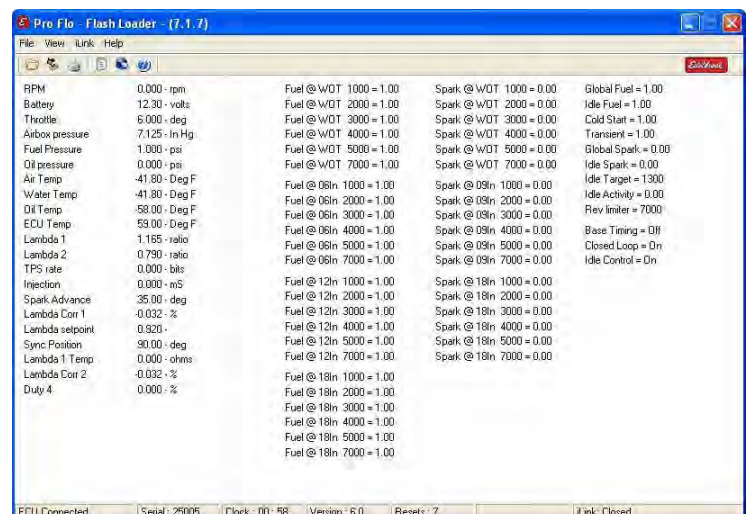 Pro Flo - Flash Loader - (7.1.7)
File View iLink Help
Edelbrock
RPM 0.000 - rpm
Battery 12.30 - volts
Throttle 6.000 - deg
Airbox pressure 7.125 - In Hg
Fuel Pressure 1.000 - psi
Oil pressure 0.000 - psi
Air Temp -41.80 - Deg F
Water Temp -41.80 - Deg F
Oil Temp -58.00 - Deg F
ECU Temp 59.00 - Deg F
Lambda 1 1.165 - ratio
Lambda 2 0.790 - ratio
TPS rate 0.000 - bits
Injection 0.000 - mS
Spark Advance 35.00 - deg
Lambda Corr 1 -0.032 - %
Lambda setpoint 0.920 -
Sync Position 90.00 - deg
Lambda 1 Temp 0.000 - ohms
Lambda Corr 2 -0.032 - %
Duty 4 0.000 - %
Fuel @ WOT 1000 = 1.00
Fuel @ WOT 2000 = 1.00
Fuel @ WOT 3000 = 1.00
Fuel @ WOT 4000 = 1.00
Fuel @ WOT 5000 = 1.00
Fuel @ WOT 7000 = 1.00
Fuel @ 06In 1000 = 1.00
Fuel @ 06In 2000 = 1.00
Fuel @ 06In 3000 = 1.00
Fuel @ 06In 4000 = 1.00
Fuel @ 06In 5000 = 1.00
Fuel @ 06In 7000 = 1.00
Fuel @ 12In 1000 = 1.00
Fuel @ 12In 2000 = 1.00
Fuel @ 12In 3000 = 1.00
Fuel @ 12In 4000 = 1.00
Fuel @ 12In 5000 = 1.00
Fuel @ 12In 7000 = 1.00
Fuel @ 18In 1000 = 1.00
Fuel @ 18In 2000 = 1.00
Fuel @ 18In 3000 = 1.00
Fuel @ 18In 4000 = 1.00
Fuel @ 18In 5000 = 1.00
Fuel @ 18In 7000 = 1.00
Spark @ WOT 1000 = 0.00
Spark @ WOT 2000 = 0.00
Spark @ WOT 3000 = 0.00
Spark @ WOT 4000 = 0.00
Spark @ WOT 5000 = 0.00
Spark @ WOT 7000 = 0.00
Spark @ 09In 1000 = 0.00
Spark @ 09In 2000 = 0.00
Spark @ 09In 3000 = 0.00
Spark @ 09In 4000 = 0.00
Spark @ 09In 5000 = 0.00
Spark @ 09In 7000 = 0.00
Spark @ 18In 1000 = 0.00
Spark @ 18In 2000 = 0.00
Spark @ 18In 3000 = 0.00
Spark @ 18In 4000 = 0.00
Spark @ 18In 5000 = 0.00
Spark @ 18In 7000 = 0.00
Global Fuel = 1.00
Idle Fuel = 1.00
Cold Start = 1.00
Transient = 1.00
Global Spark = 0.00
Idle Spark = 0.00
Idle Target = 1300
Idle Activity = 0.00
Rev limiter = 7000
Base Timing = Off
Closed Loop = On
Idle Control = On
ECU Connected Serial : 25005 Clock : 00 : 58 Version : 6.0 Resets : 7 iLink: Closed